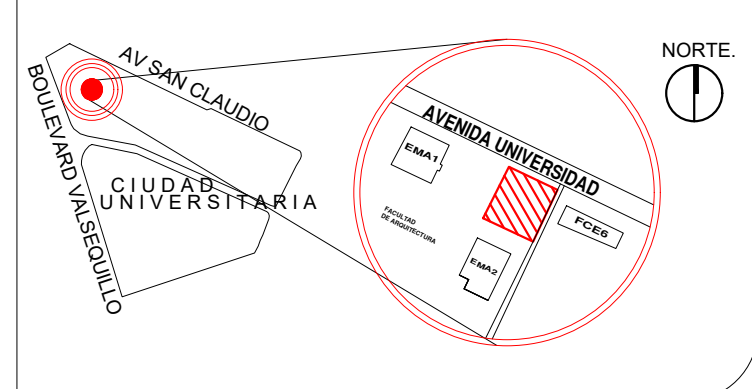 NORTE.
AV SAN CLAUDIO
BOULEVARD VALSEQUILLO
CIUDAD
UNIVERSITARIA
AVENIDA UNIVERSIDAD
EMA1
FACULTAD
DE ARQUITECTURA
FCE6
EMA2